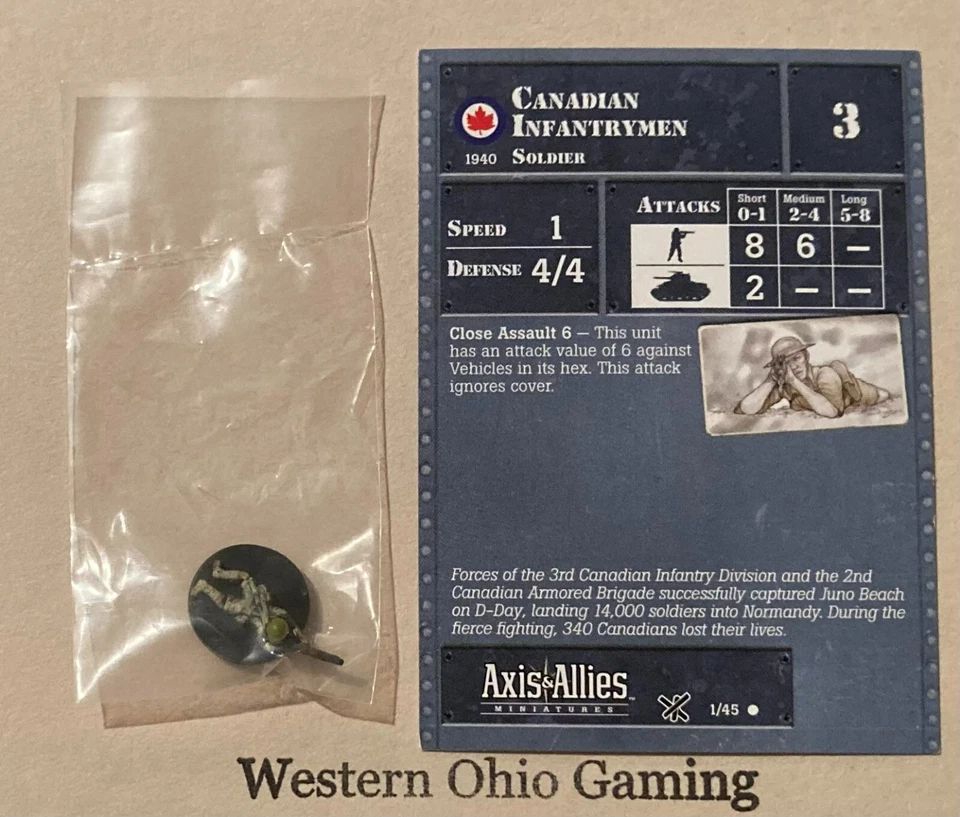 CANADIAN
INFANTRYMEN
1940 SOLDIER
3
SPEED 1
DEFENSE 4/4
ATTACKS
Short 0-1
Medium 2-4
Long 5-8
8 6 –
2 – –
Close Assault 6 — This unit
has an attack value of 6 against
Vehicles in its hex. This attack
ignores cover.
Forces of the 3rd Canadian Infantry Division and the 2nd
Canadian Armored Brigade successfully captured Juno Beach
on D-Day, landing 14,000 soldiers into Normandy. During the
fierce fighting, 340 Canadians lost their lives.
Axis&Allies™
MINIATURES
1/45 ●
Western Ohio Gaming